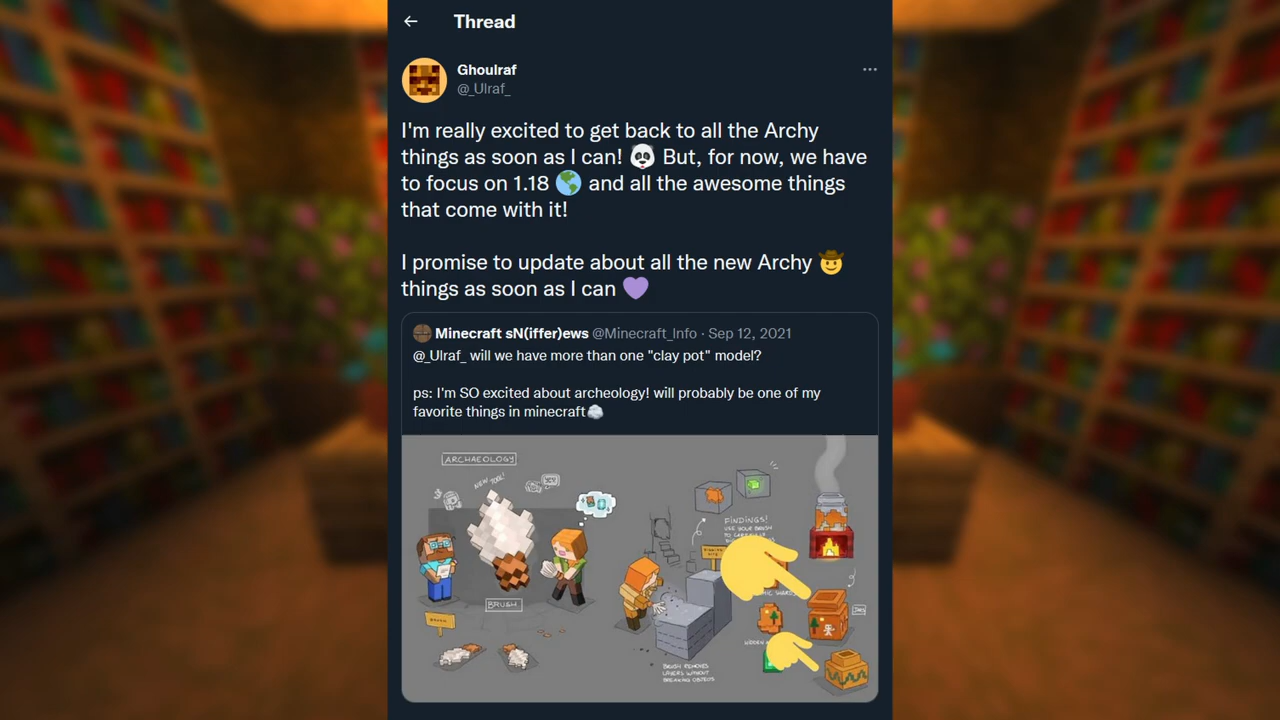 Thread
Ghoulraf
@_Ulraf_
I'm really excited to get back to all the Archy
things as soon as I can! 🐼 But, for now, we have
to focus on 1.18 🌎 and all the awesome things
that come with it!
I promise to update about all the new Archy 🤠
things as soon as I can 💜
Minecraft sN(iffer)ews @Minecraft_Info · Sep 12, 2021
@_Ulraf_ will we have more than one "clay pot" model?
ps: I'm SO excited about archeology! will probably be one of my
favorite things in minecraft
ARCHAEOLOGY
NEW TOOL!
BRUSH
FINDINGS!
USE YOUR BRUSH
BRUSH REMOVES
LAYERS WITHOUT
BREAKING OBJECTS